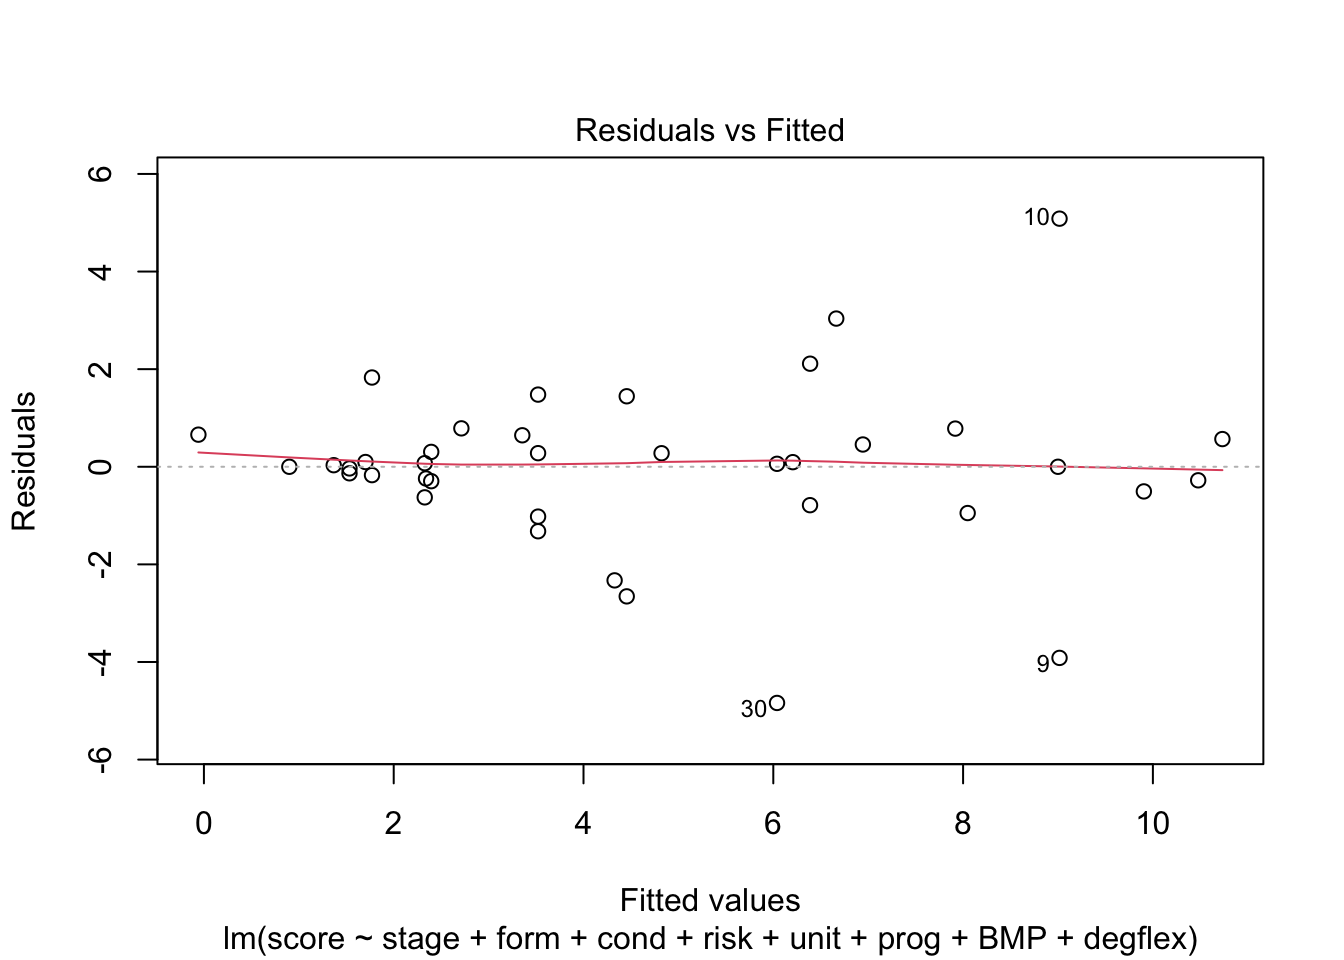 Residuals vs Fitted
6
4
2
0
-2
-4
-6
Residuals
10
9
30
0 2 4 6 8 10
Fitted values
lm(score ~ stage + form + cond + risk + unit + prog + BMP + degflex)